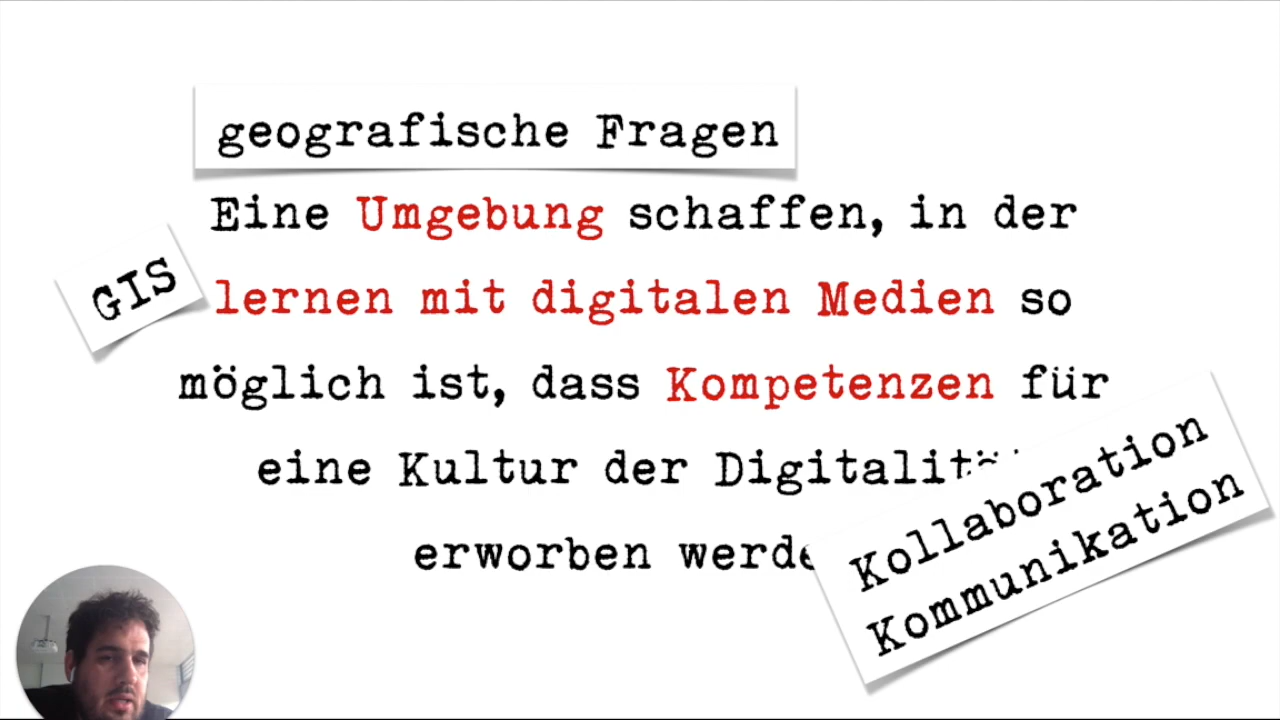 geografische Fragen
Eine Umgebung schaffen, in der
GIS
lernen mit digitalen Medien so
möglich ist, dass Kompetenzen für
eine Kultur der
erworben
Kollaboration
Kommunikation